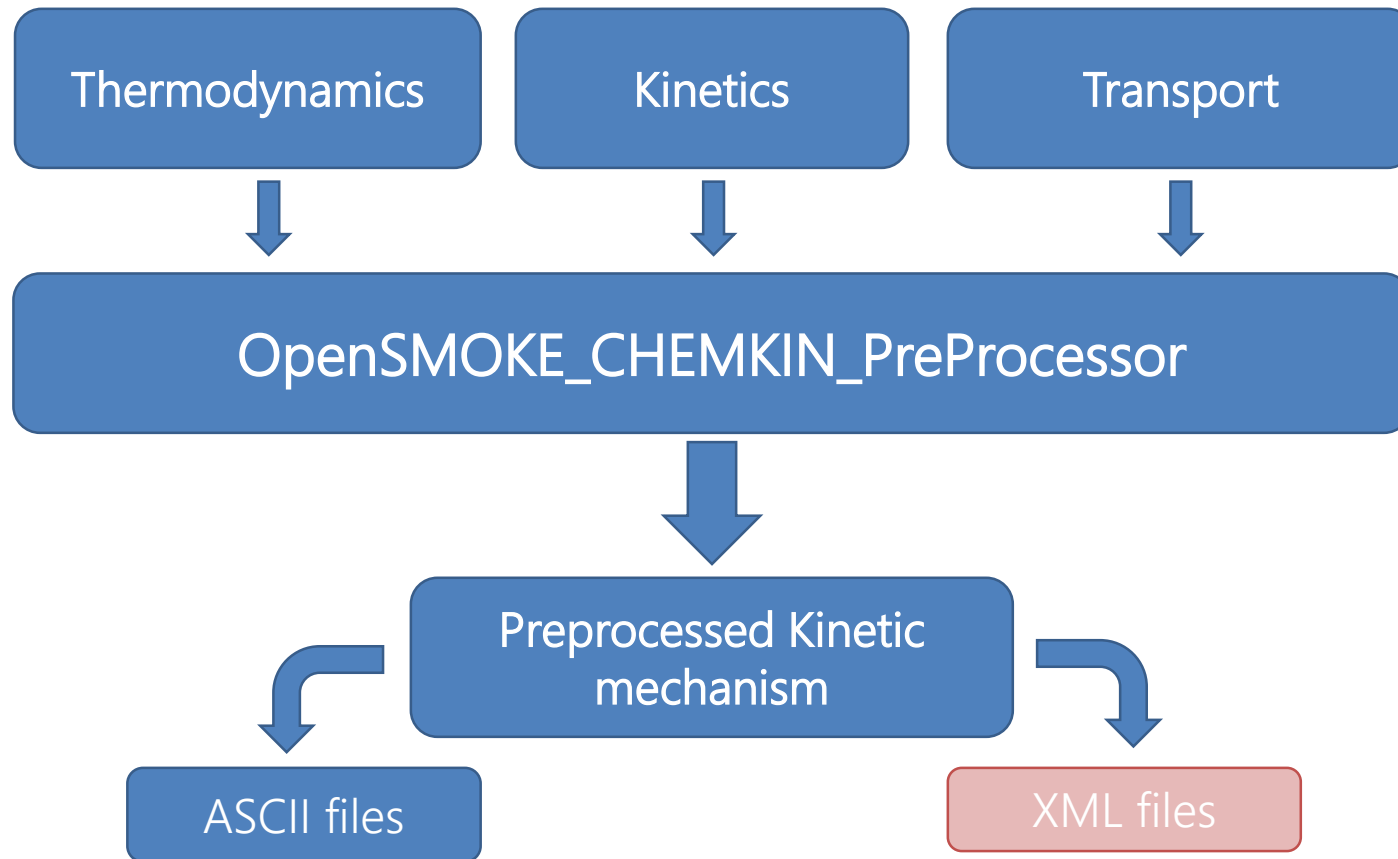 Thermodynamics
Kinetics
Transport
OpenSMOKE_CHEMKIN_PreProcessor
Preprocessed Kinetic
mechanism
ASCII files
XML files